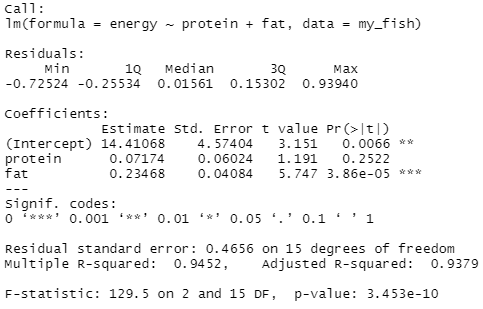 Call:
lm(formula = energy ~ protein + fat, data = my_fish)

Residuals:
     Min       1Q   Median       3Q      Max
-0.72524 -0.25534  0.01561  0.15302  0.93940

Coefficients:
            Estimate Std. Error t value Pr(>|t|)
(Intercept) 14.41068    4.57404   3.151   0.0066 **
protein      0.07174    0.06024   1.191   0.2522
fat          0.23468    0.04084   5.747 3.86e-05 ***
---
Signif. codes:
0 ‘***’ 0.001 ‘**’ 0.01 ‘*’ 0.05 ‘.’ 0.1 ‘ ’ 1

Residual standard error: 0.4656 on 15 degrees of freedom
Multiple R-squared:  0.9452,    Adjusted R-squared:  0.9379

F-statistic: 129.5 on 2 and 15 DF,  p-value: 3.453e-10